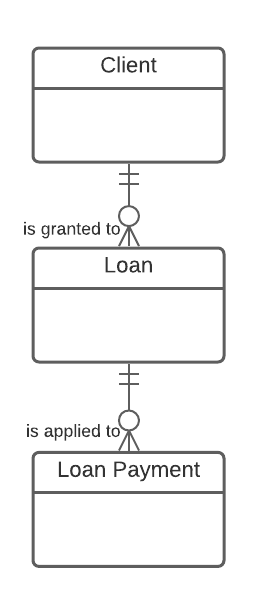 Client
is granted to
Loan
is applied to
Loan Payment